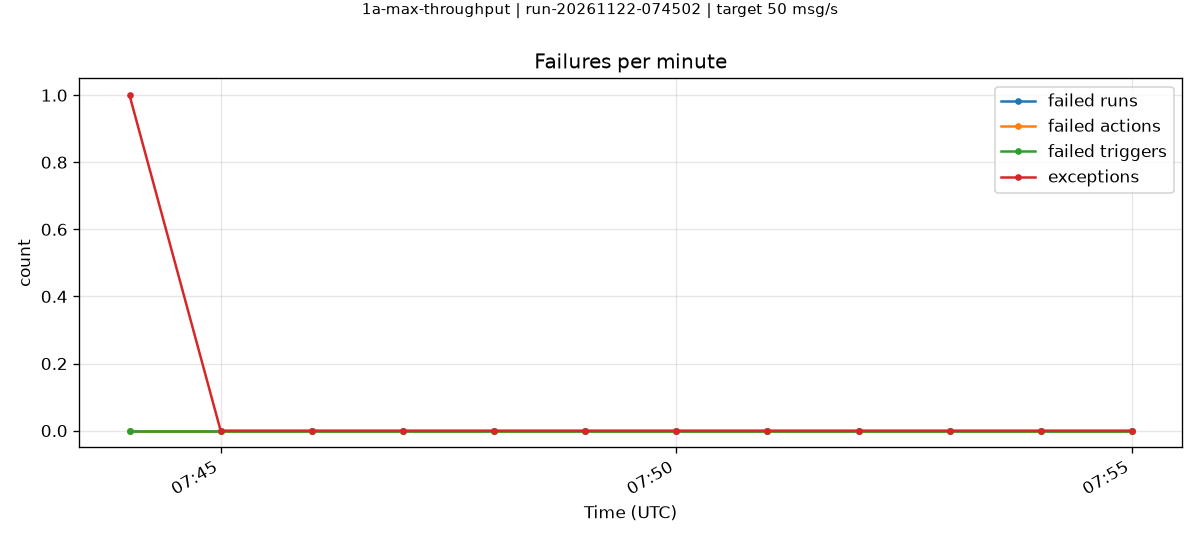 1a-max-throughput | run-20261122-074502 | target 50 msg/s
Failures per minute
failed runs
failed actions
failed triggers
exceptions
count
1.0
0.8
0.6
0.4
0.2
0.0
07:45
07:50
07:55
Time (UTC)